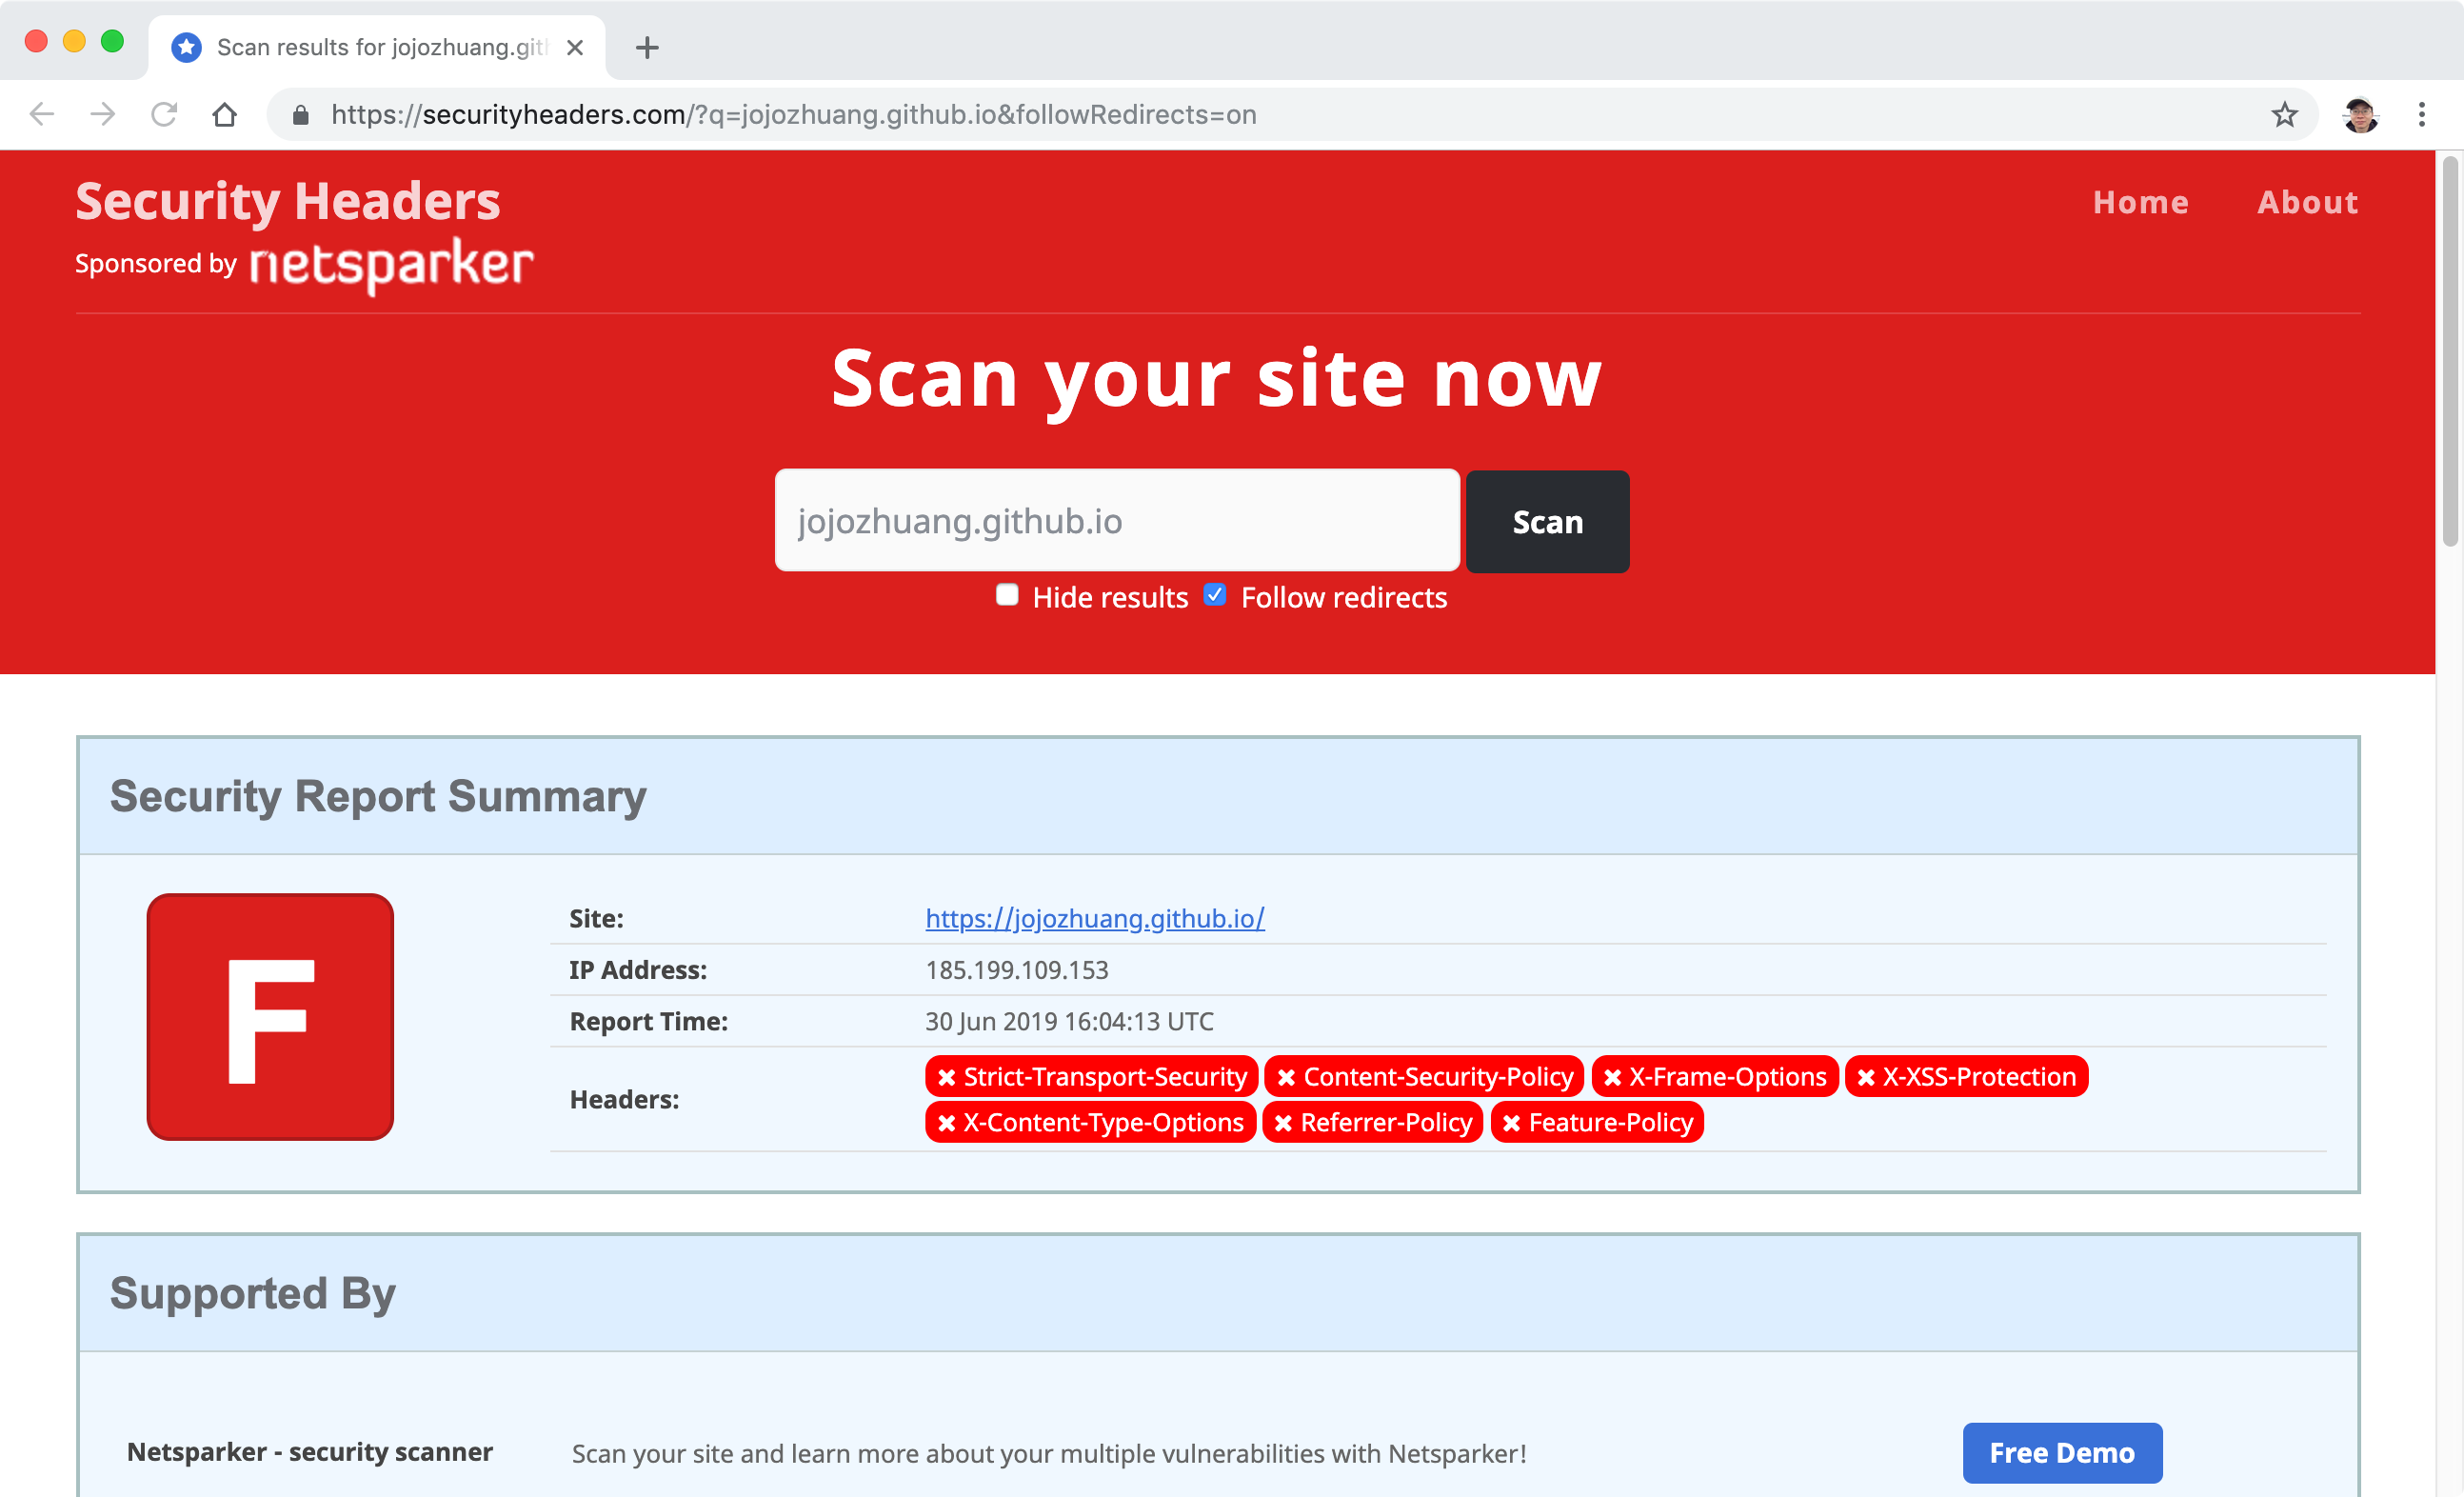 Scan results for jojozhuang.git
https://securityheaders.com/?q=jojozhuang.github.io&followRedirects=on
Security Headers
Home About
Sponsored by netsparker
Scan your site now
jojozhuang.github.io Scan
Hide results Follow redirects
Security Report Summary
F
Site: https://jojozhuang.github.io/
IP Address: 185.199.109.153
Report Time: 30 Jun 2019 16:04:13 UTC
Headers: Strict-Transport-Security Content-Security-Policy X-Frame-Options X-XSS-Protection
X-Content-Type-Options Referrer-Policy Feature-Policy
Supported By
Netsparker - security scanner Scan your site and learn more about your multiple vulnerabilities with Netsparker! Free Demo